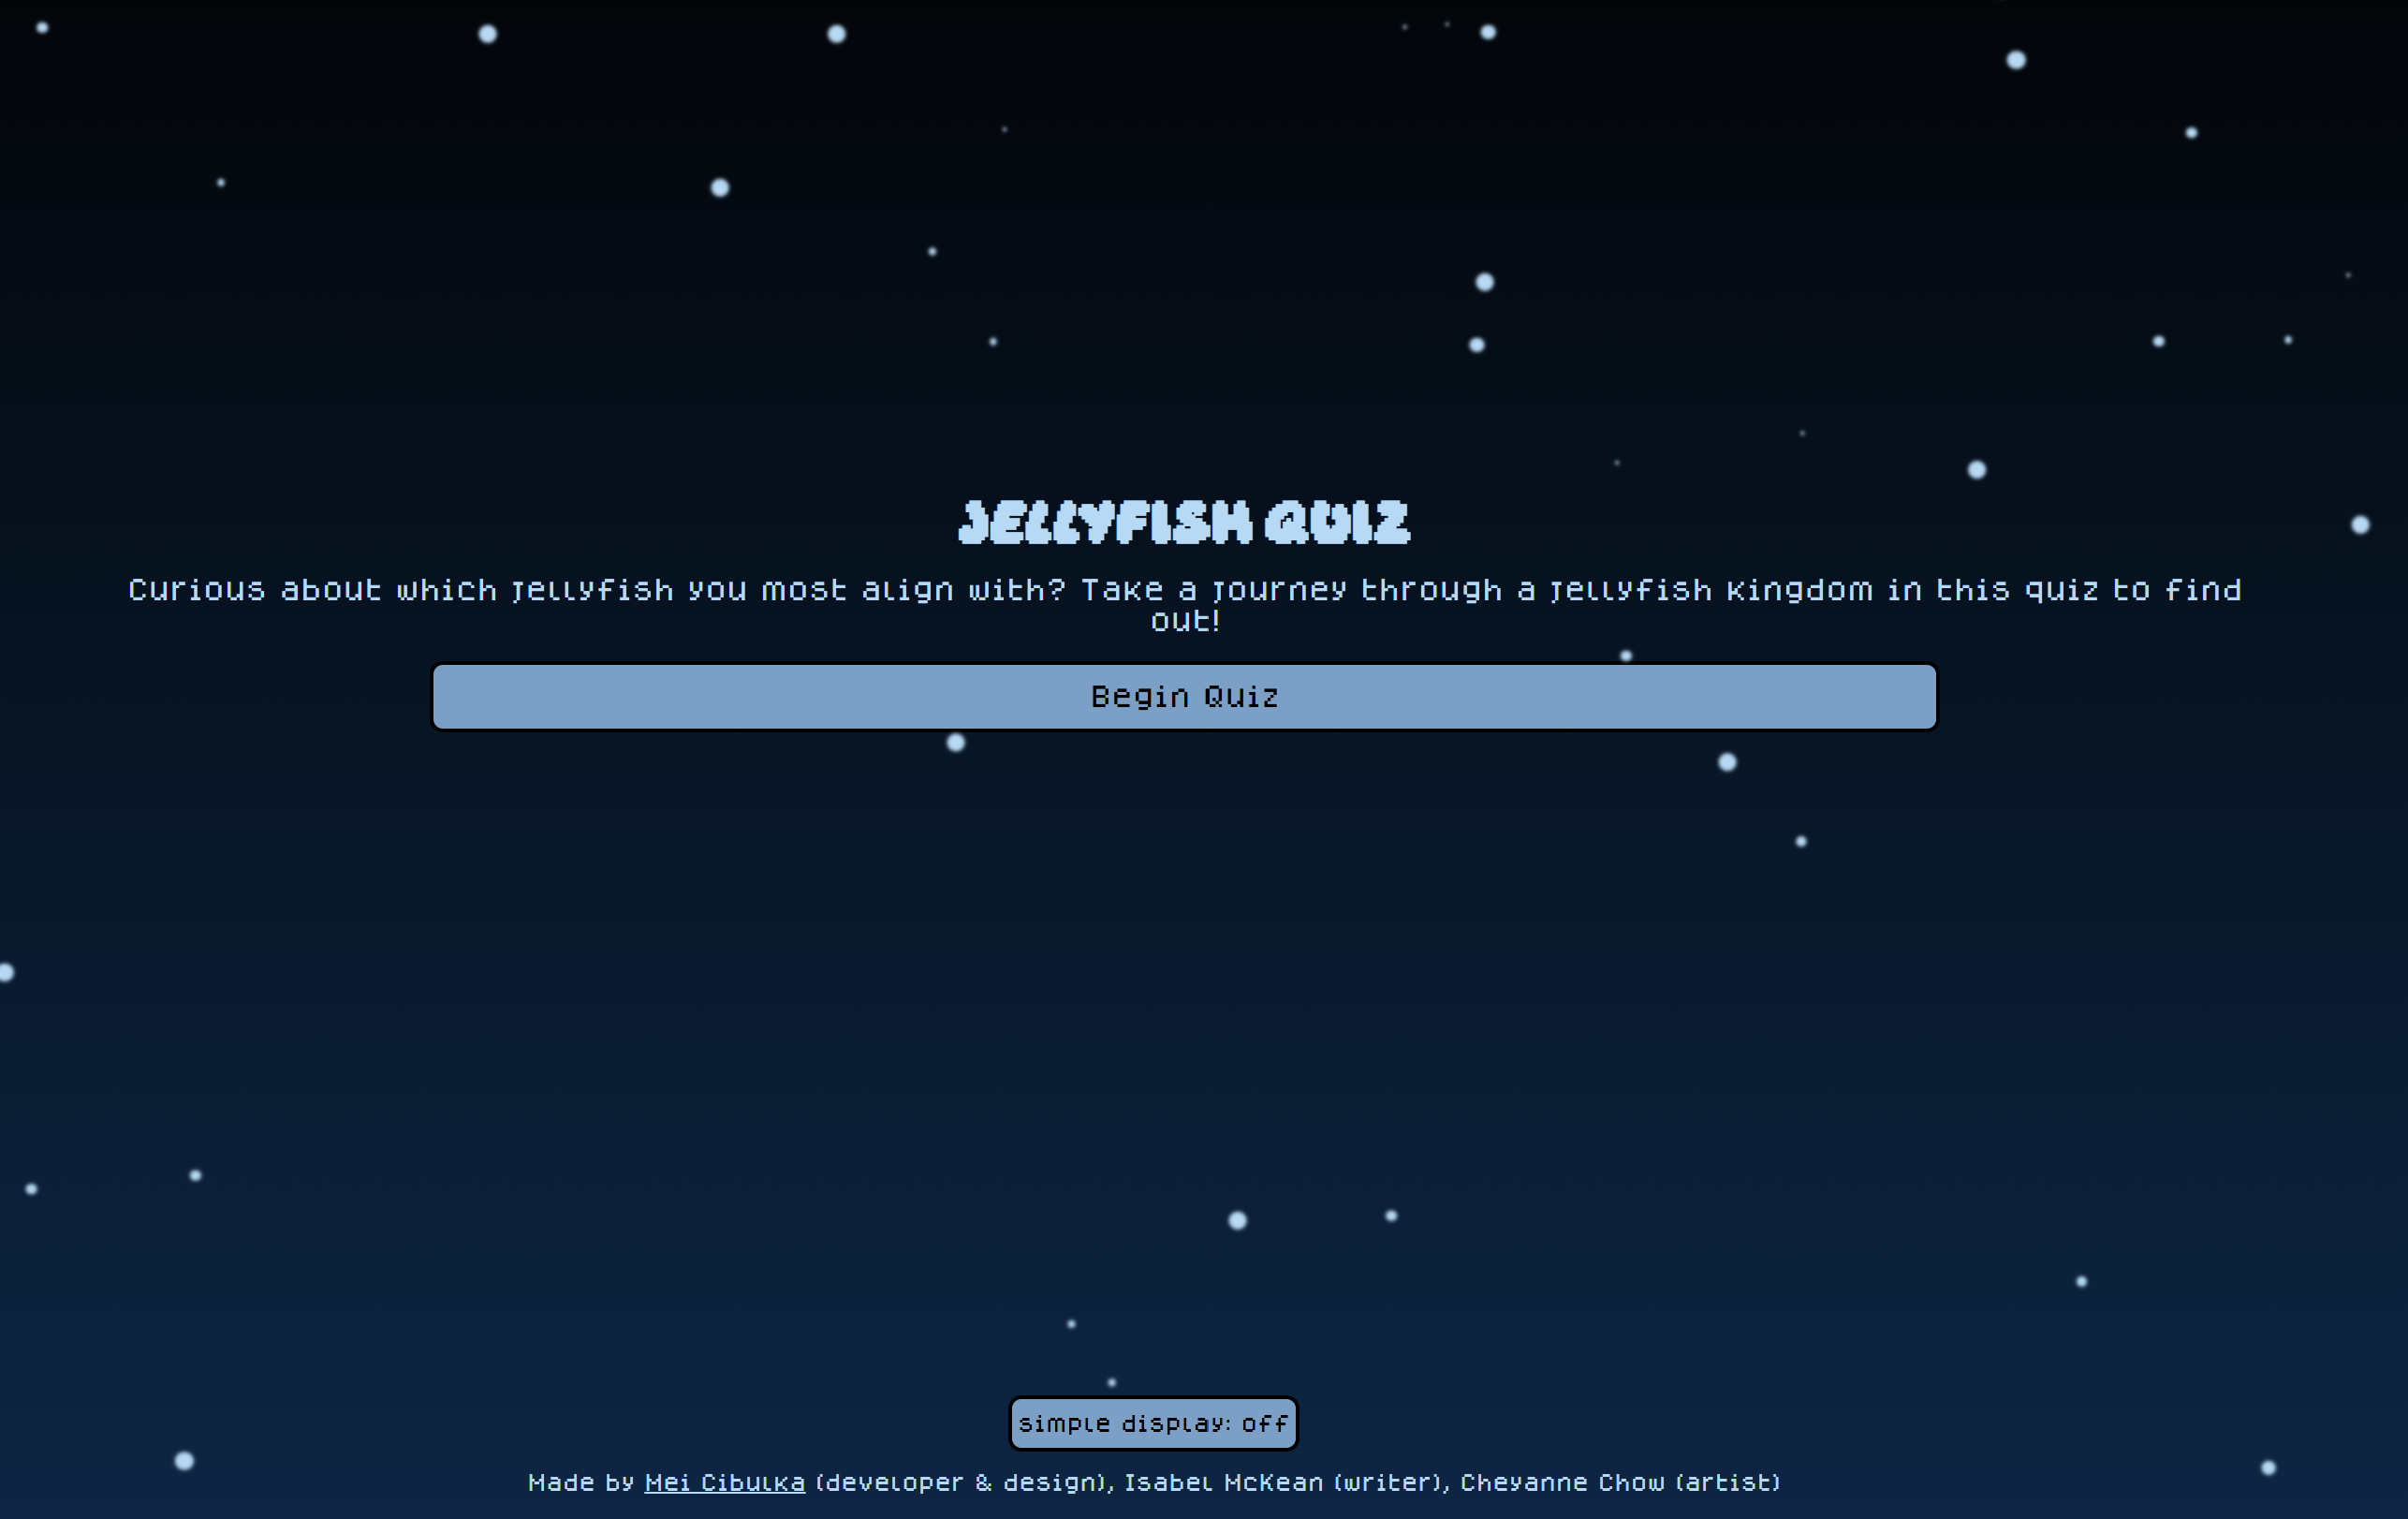 JELLYFISH QUIZ
Curious about which jellyfish you most align with? Take a journey through a jellyfish kingdom in this quiz to find
out!
Begin Quiz
simple display: off
Made by Mei Cibulka (developer & design), Isabel McKean (writer), Cheyanne Chow (artist)